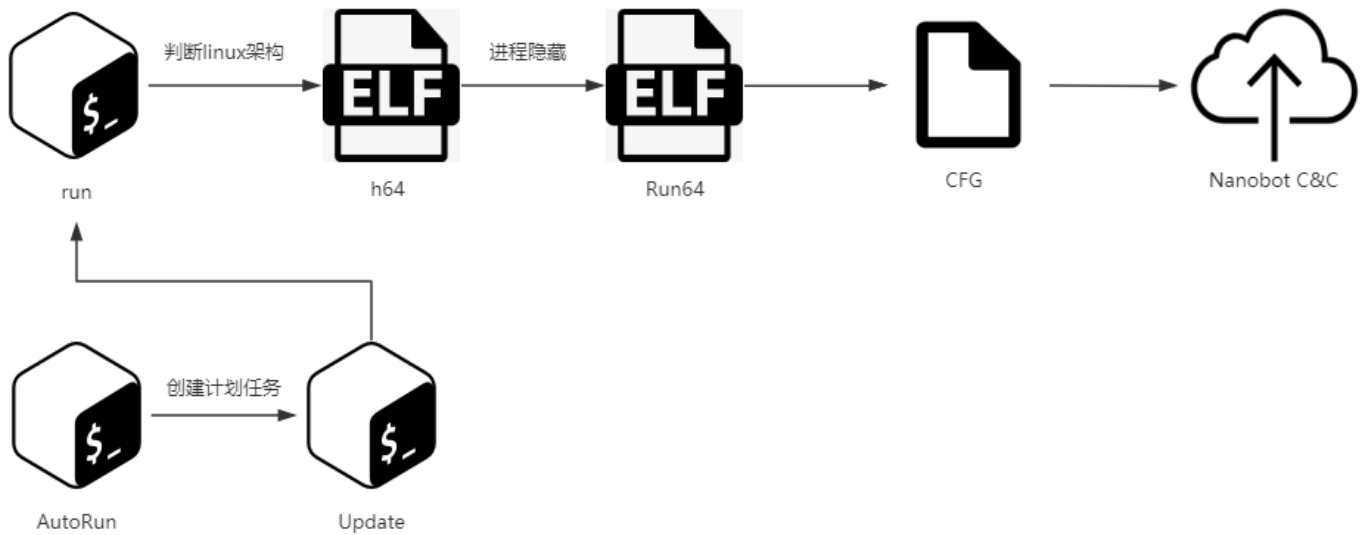 判断linux架构
进程隐藏
ELF
ELF
$_
run
h64
Run64
CFG
Nanobot C&C
创建计划任务
$_
$_
AutoRun
Update